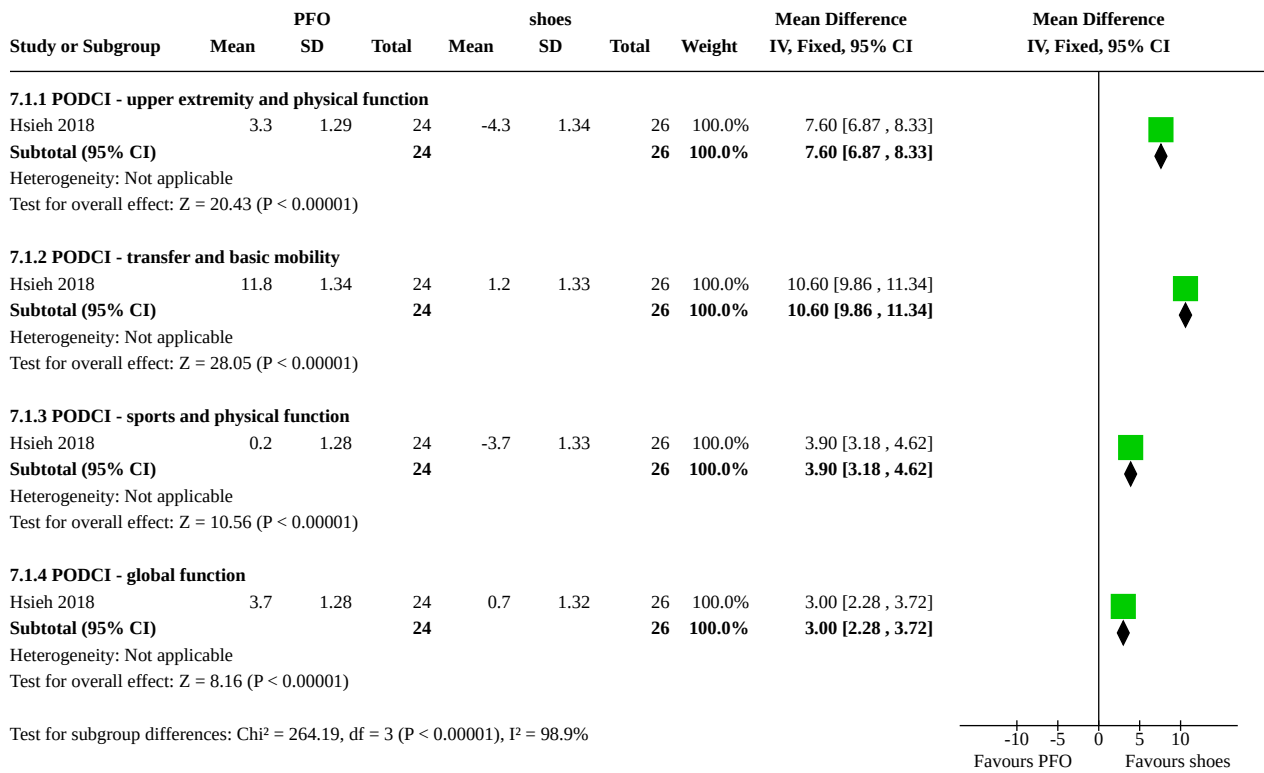 PFO shoes Mean Difference Mean Difference
Study or Subgroup Mean SD Total Mean SD Total Weight IV, Fixed, 95% CI IV, Fixed, 95% CI
7.1.1 PODCI - upper extremity and physical function
Hsieh 2018 3.3 1.29 24 -4.3 1.34 26 100.0% 7.60 [6.87 , 8.33]
Subtotal (95% CI) 24 26 100.0% 7.60 [6.87 , 8.33]
Heterogeneity: Not applicable
Test for overall effect: Z = 20.43 (P < 0.00001)
7.1.2 PODCI - transfer and basic mobility
Hsieh 2018 11.8 1.34 24 1.2 1.33 26 100.0% 10.60 [9.86 , 11.34]
Subtotal (95% CI) 24 26 100.0% 10.60 [9.86 , 11.34]
Heterogeneity: Not applicable
Test for overall effect: Z = 28.05 (P < 0.00001)
7.1.3 PODCI - sports and physical function
Hsieh 2018 0.2 1.28 24 -3.7 1.33 26 100.0% 3.90 [3.18 , 4.62]
Subtotal (95% CI) 24 26 100.0% 3.90 [3.18 , 4.62]
Heterogeneity: Not applicable
Test for overall effect: Z = 10.56 (P < 0.00001)
7.1.4 PODCI - global function
Hsieh 2018 3.7 1.28 24 0.7 1.32 26 100.0% 3.00 [2.28 , 3.72]
Subtotal (95% CI) 24 26 100.0% 3.00 [2.28 , 3.72]
Heterogeneity: Not applicable
Test for overall effect: Z = 8.16 (P < 0.00001)
Test for subgroup differences: Chi² = 264.19, df = 3 (P < 0.00001), I² = 98.9%
-10 -5 0 5 10
Favours PFO Favours shoes